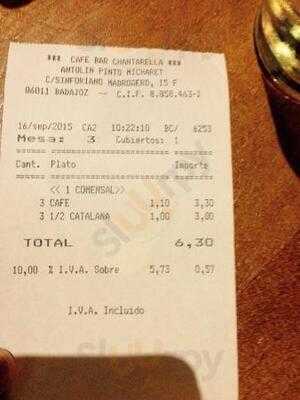 ▪▪▪ CAFE BAR CHANTARELLA ▪▪▪
ANTOLIN PINTO MICHARET
C/SINFORIANO MADROÑERO, 15 F
06011 BADAJOZ -- C.I.F. 8.858.463-Z
16/sep/2015 CA2 10:22:10 BC/ 6253
Mesa: 3 Cubiertos: 1
Cant. Plato Importe
<< 1 COMENSAL>>
3 CAFE 1,10 3,30
3 1/2 CATALANA 1,00 3,00
TOTAL 6,30
10,00 % I.V.A. Sobre 5,73 0,57
I.V.A. Incluido